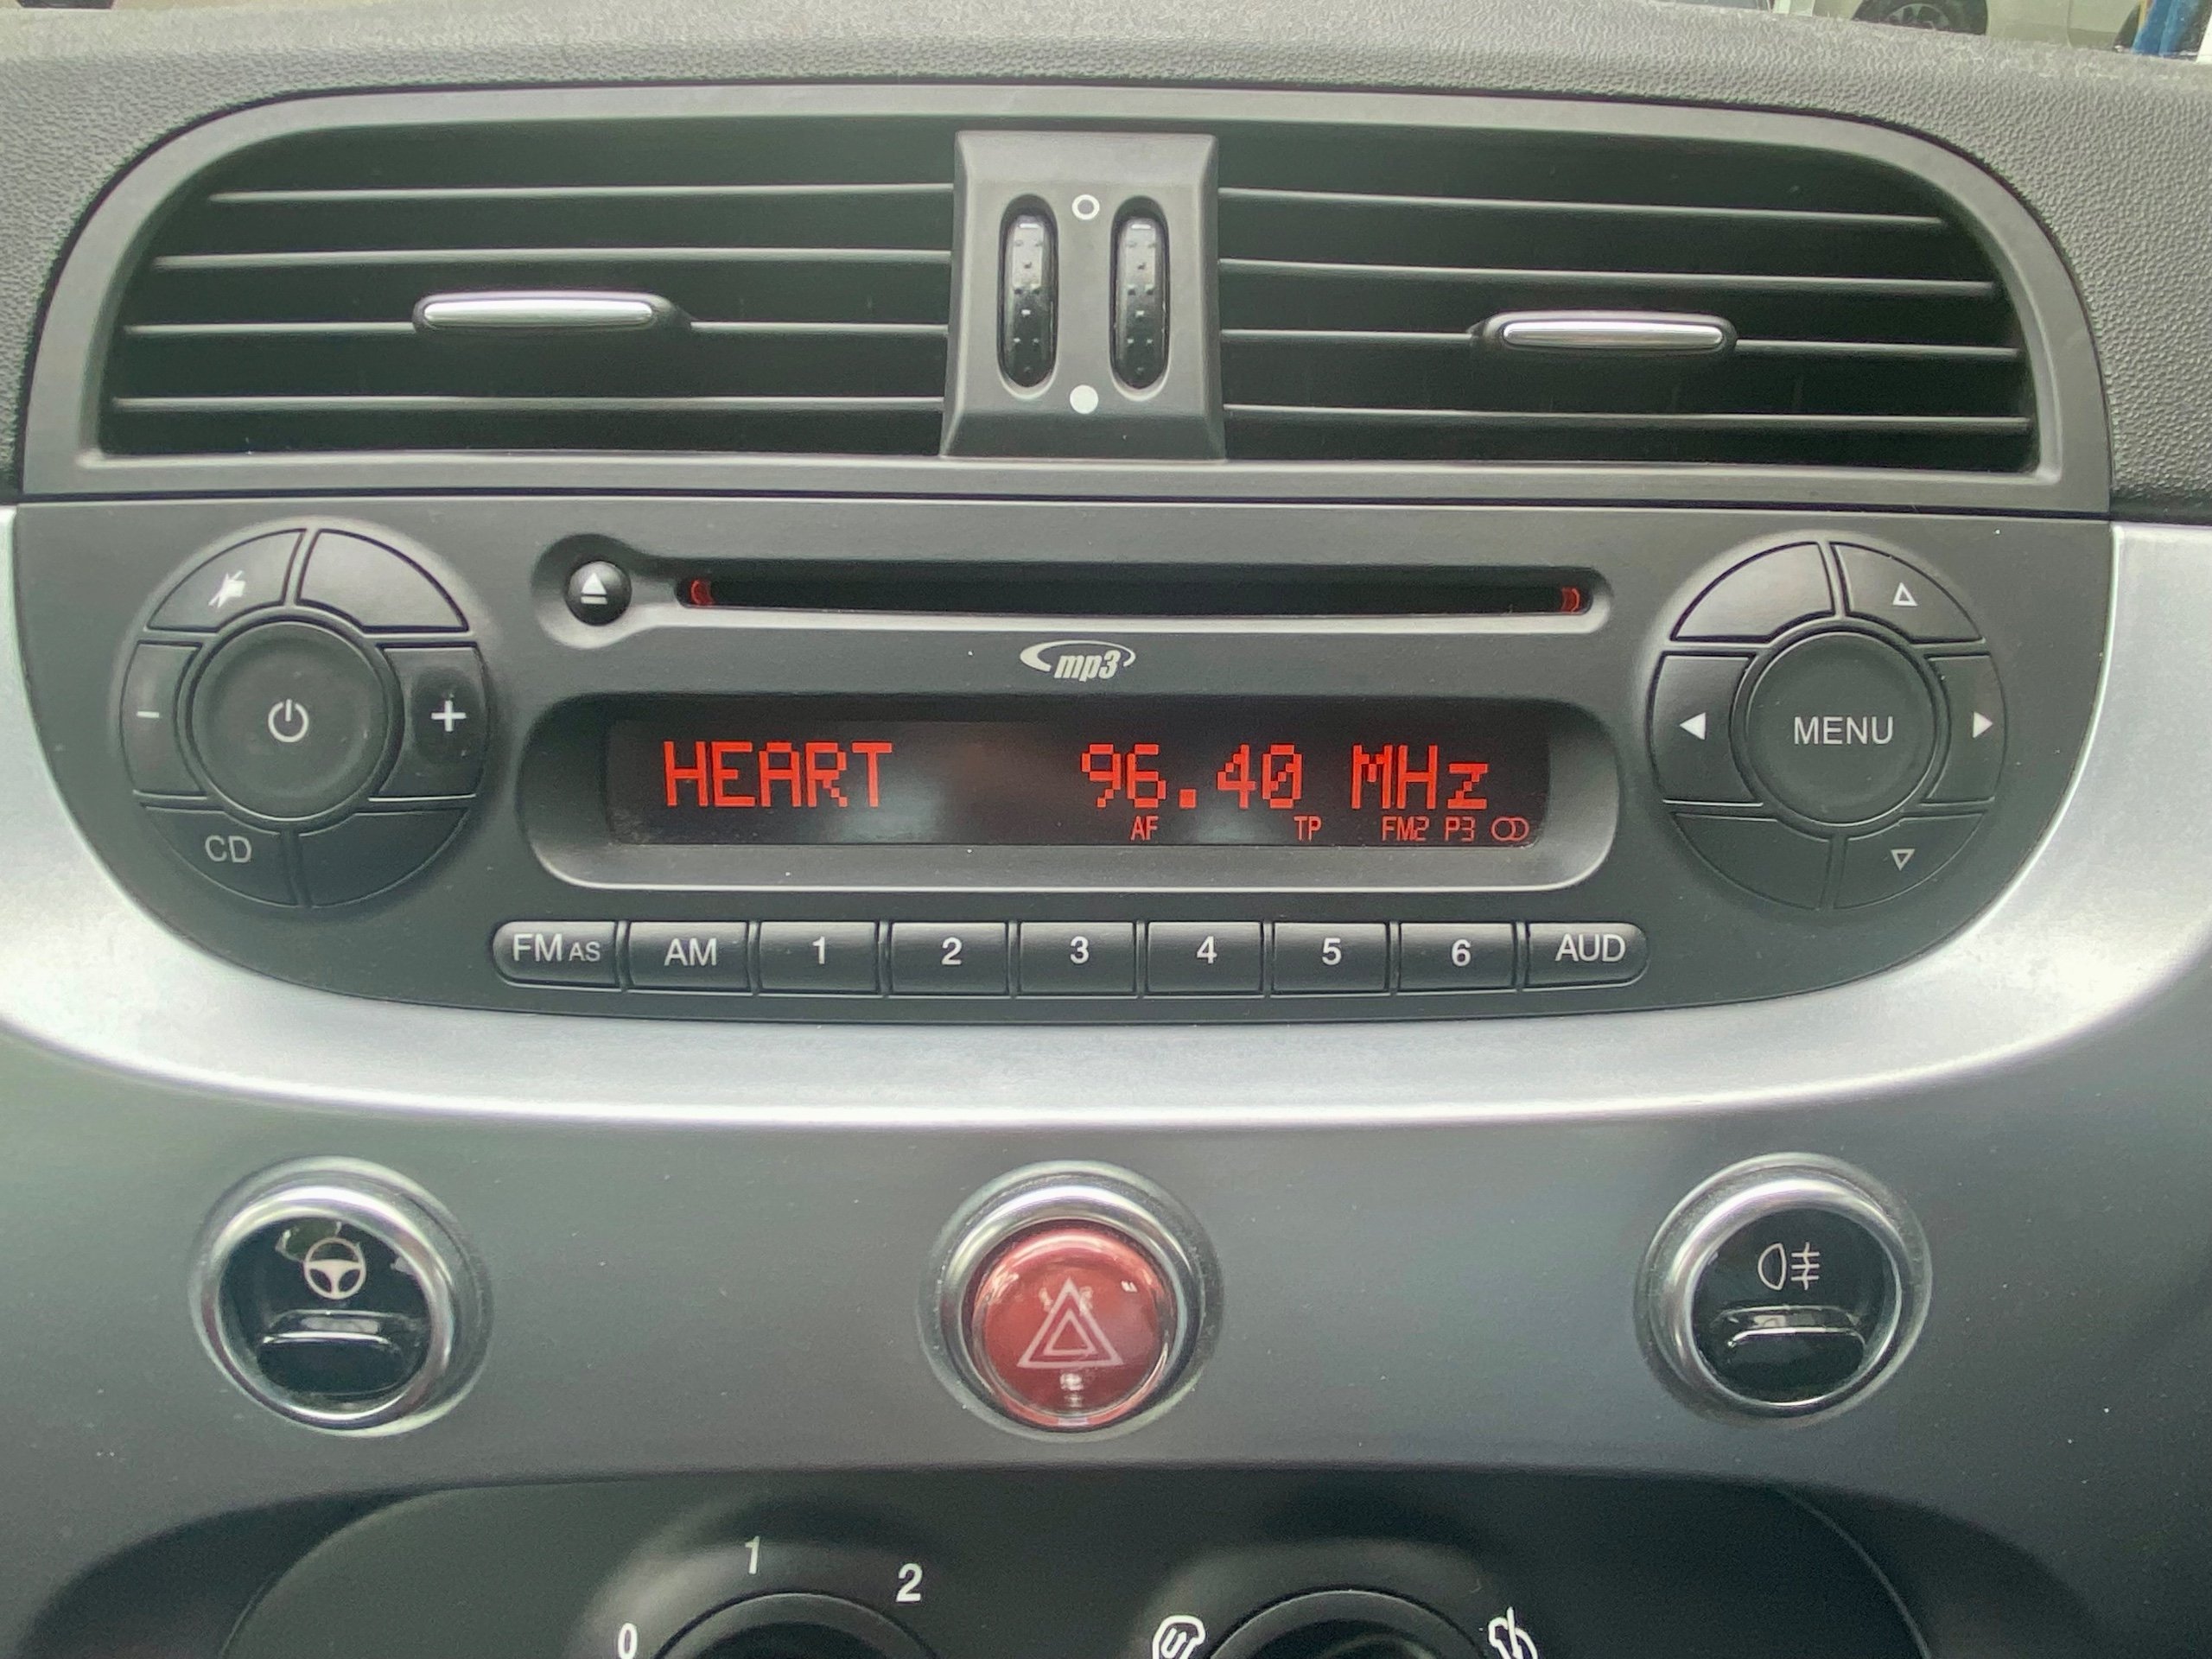 mp3
HEART 96.40 MHz
AF TP FM2 P3
MENU
CD
FM AS AM 1 2 3 4 5 6 AUD
0 1 2